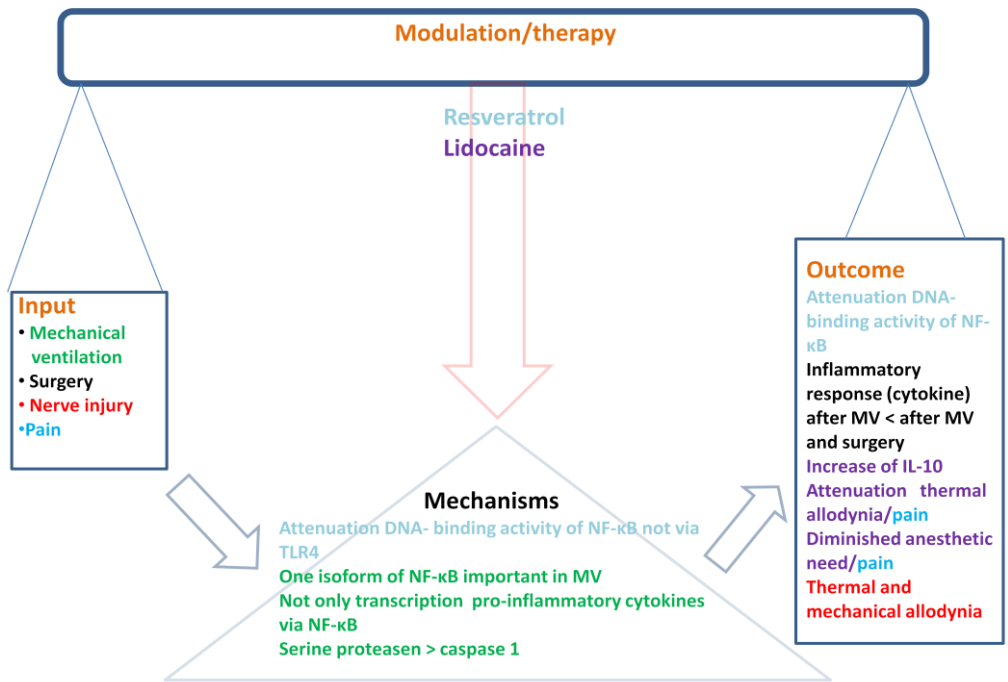 Modulation/therapy
Resveratrol
Lidocaine
Input
• Mechanical
ventilation
• Surgery
• Nerve injury
•Pain
Mechanisms
Attenuation DNA- binding activity of NF-κB not via
TLR4
One isoform of NF-κB important in MV
Not only transcription pro-inflammatory cytokines
via NF-κB
Serine proteasen > caspase 1
Outcome
Attenuation DNA-
binding activity of NF-
κB
Inflammatory
response (cytokine)
after MV < after MV
and surgery
Increase of IL-10
Attenuation thermal
allodynia/pain
Diminished anesthetic
need/pain
Thermal and
mechanical allodynia